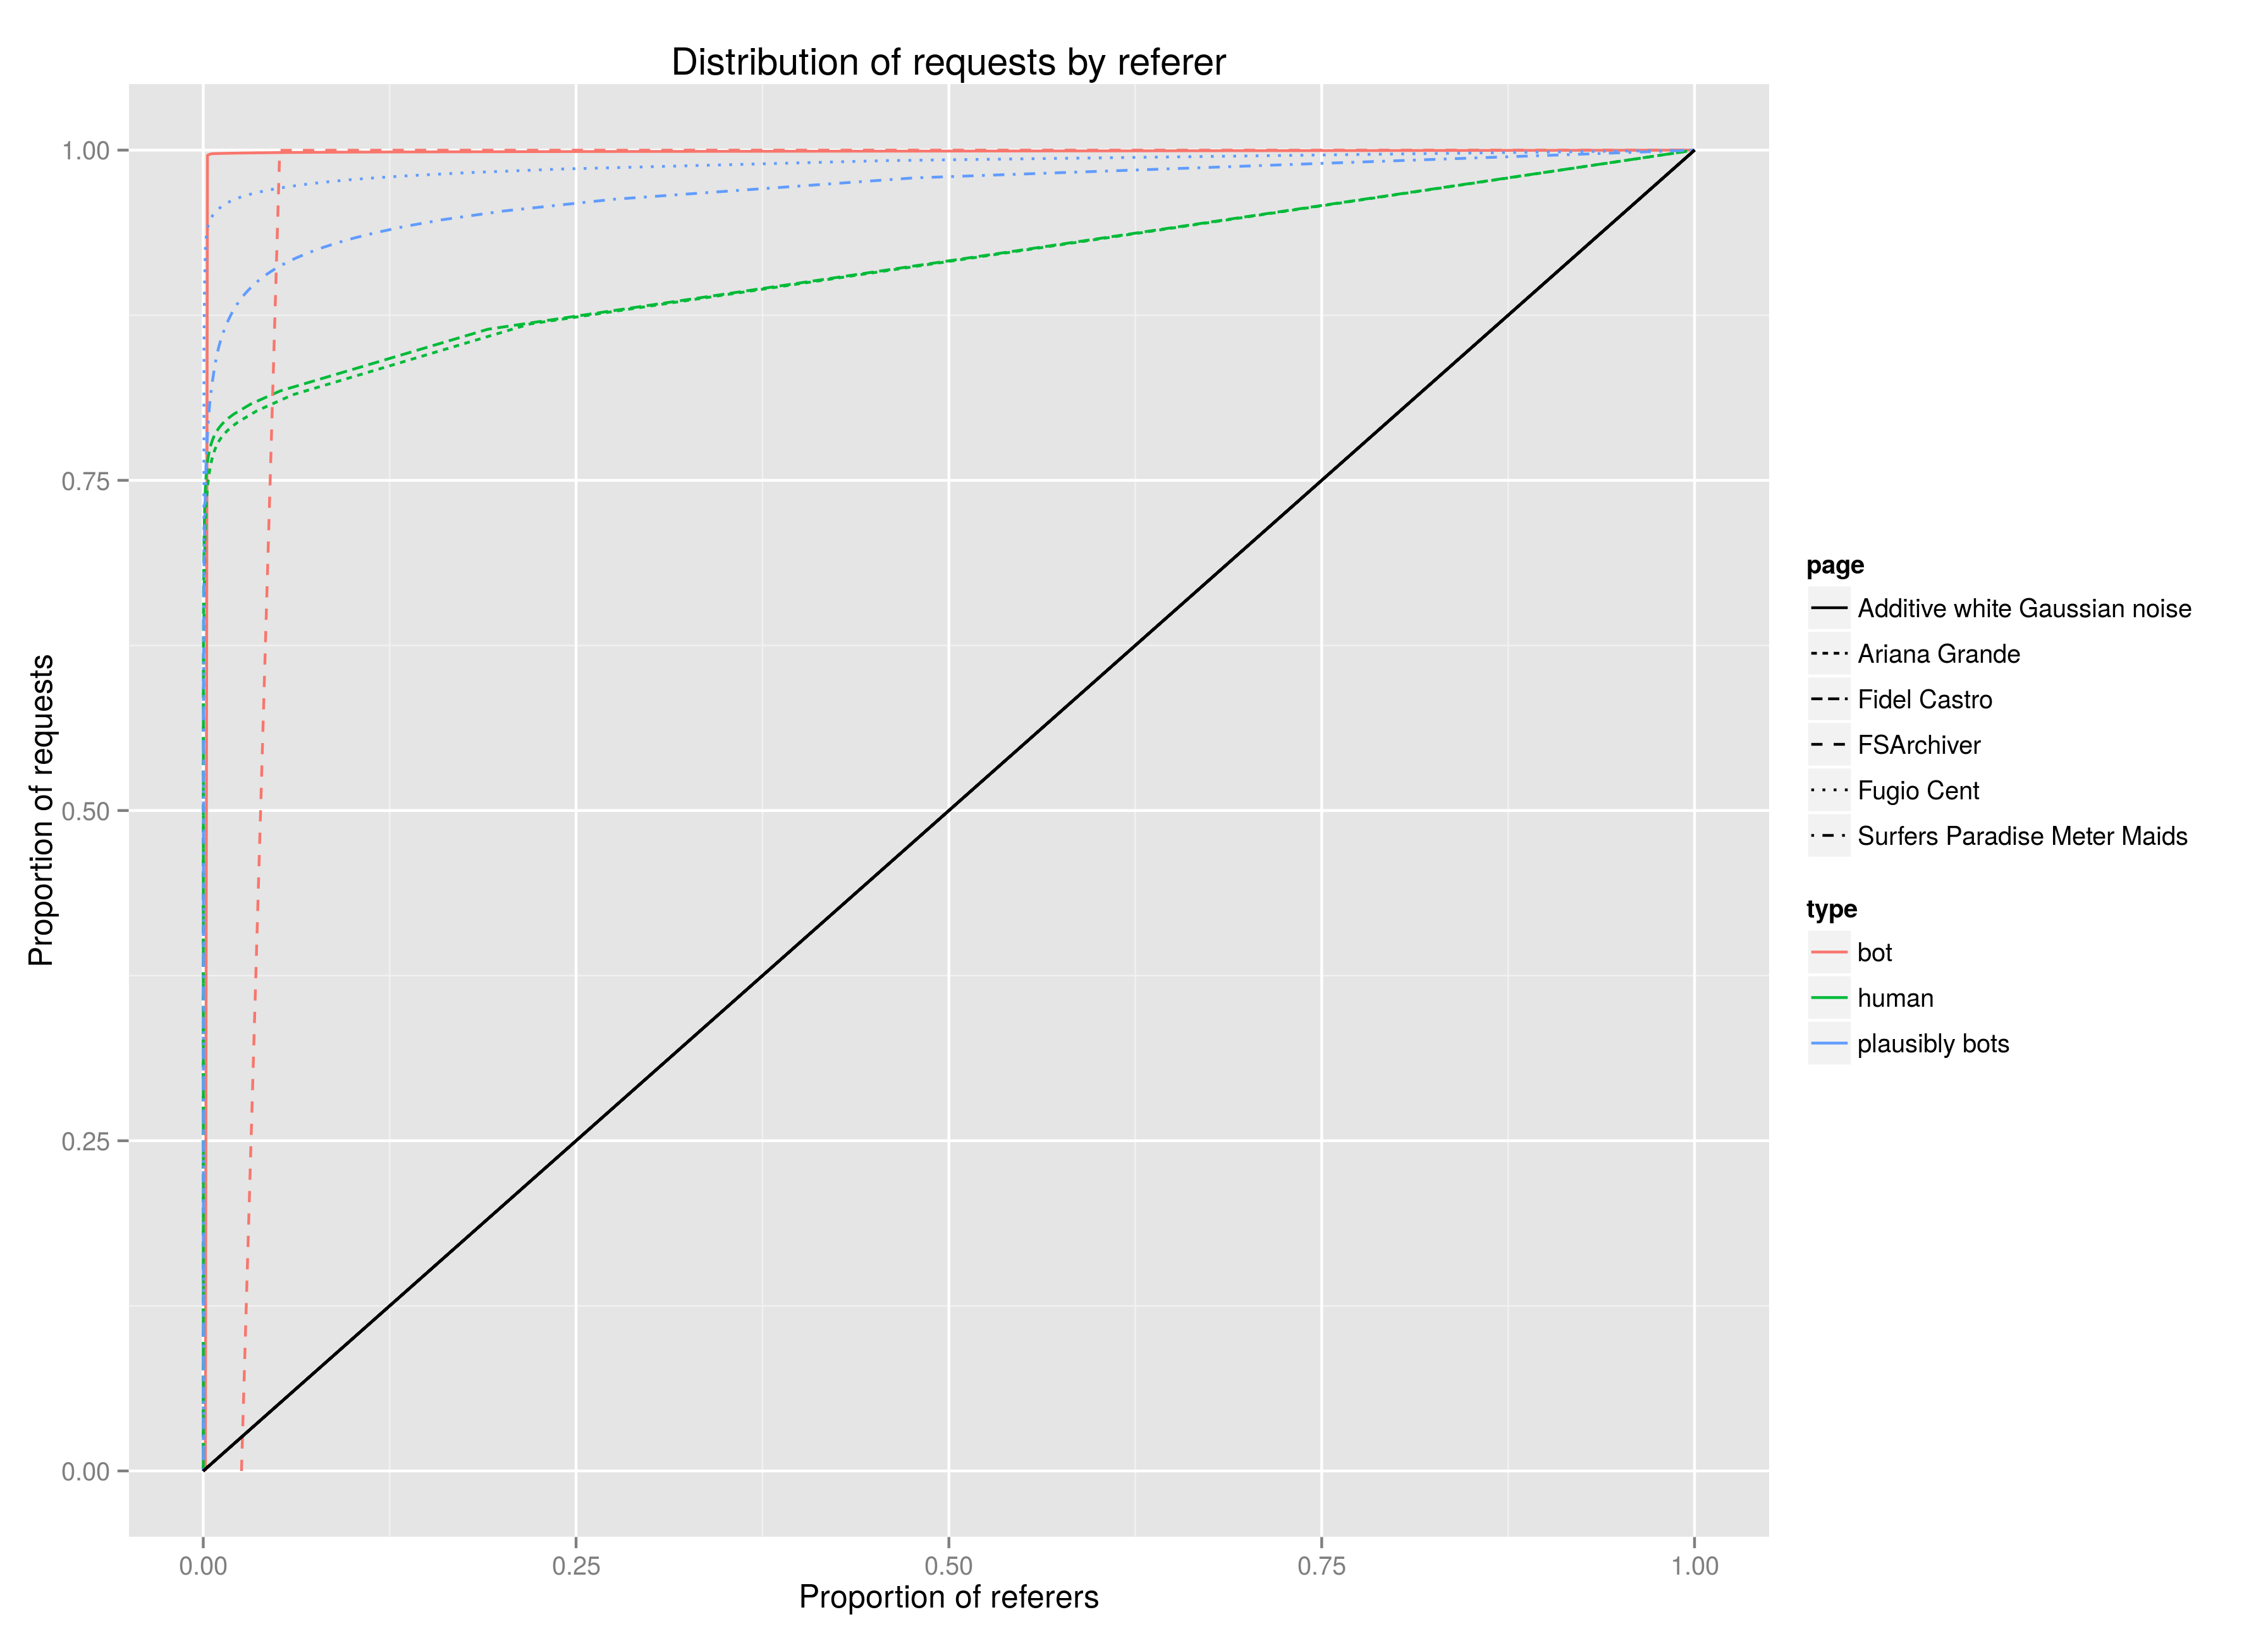 Distribution of requests by referer
1.00
0.75
0.50
0.25
0.00
Proportion of requests
0.00 0.25 0.50 0.75 1.00
Proportion of referers
page
Additive white Gaussian noise
Ariana Grande
Fidel Castro
FSArchiver
Fugio Cent
Surfers Paradise Meter Maids
type
bot
human
plausibly bots